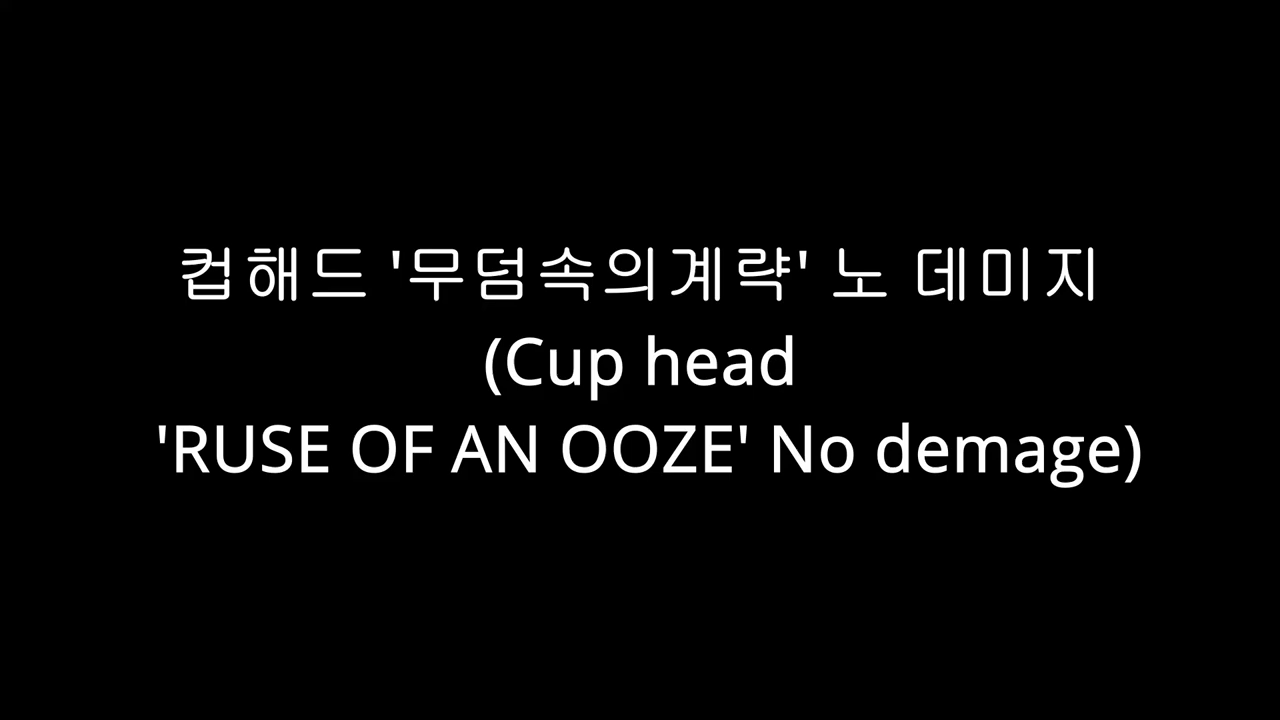 컵해드 '무덤속의계략' 노 데미지
(Cup head
'RUSE OF AN OOZE' No demage)